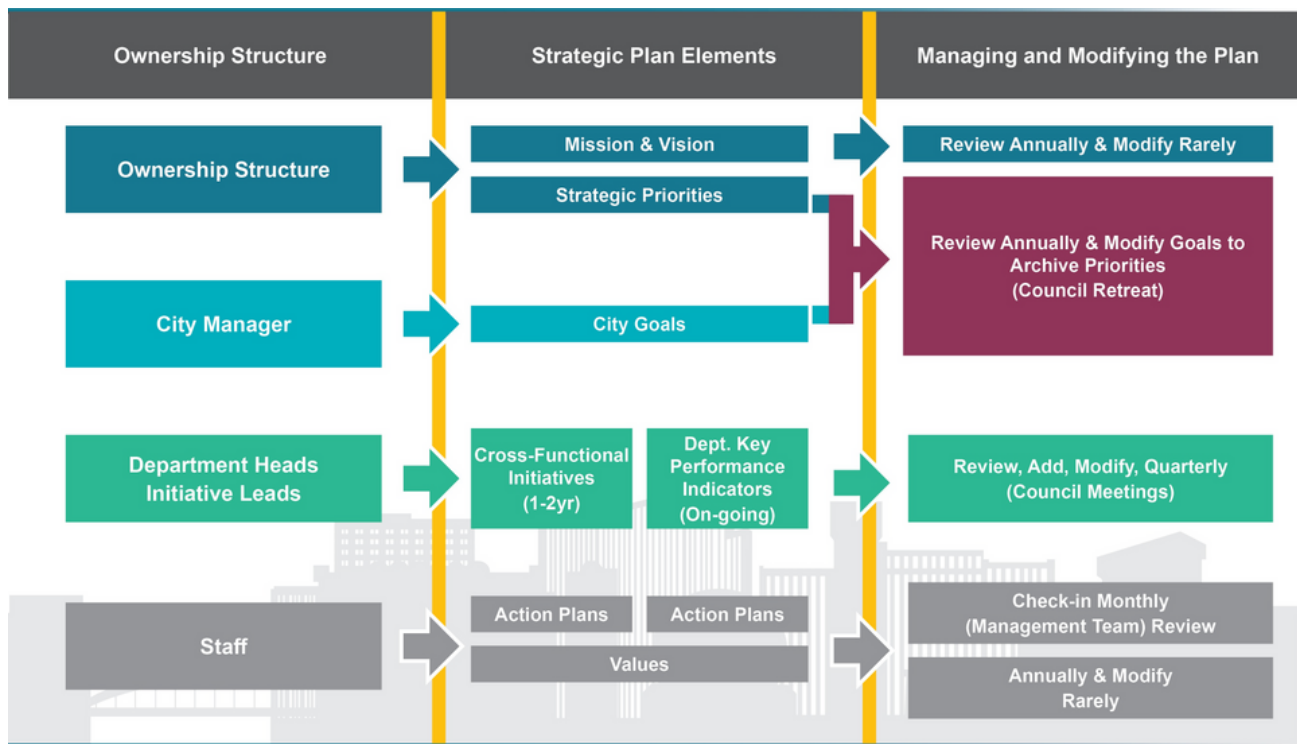 Ownership Structure
Strategic Plan Elements
Managing and Modifying the Plan
Ownership Structure
Mission & Vision
Strategic Priorities
Review Annually & Modify Rarely
Review Annually & Modify Goals to
Archive Priorities
(Council Retreat)
City Manager
City Goals
Department Heads
Initiative Leads
Cross-Functional
Initiatives
(1-2yr)
Dept. Key
Performance
Indicators
(On-going)
Review, Add, Modify, Quarterly
(Council Meetings)
Staff
Action Plans
Action Plans
Values
Check-in Monthly
(Management Team) Review
Annually & Modify
Rarely